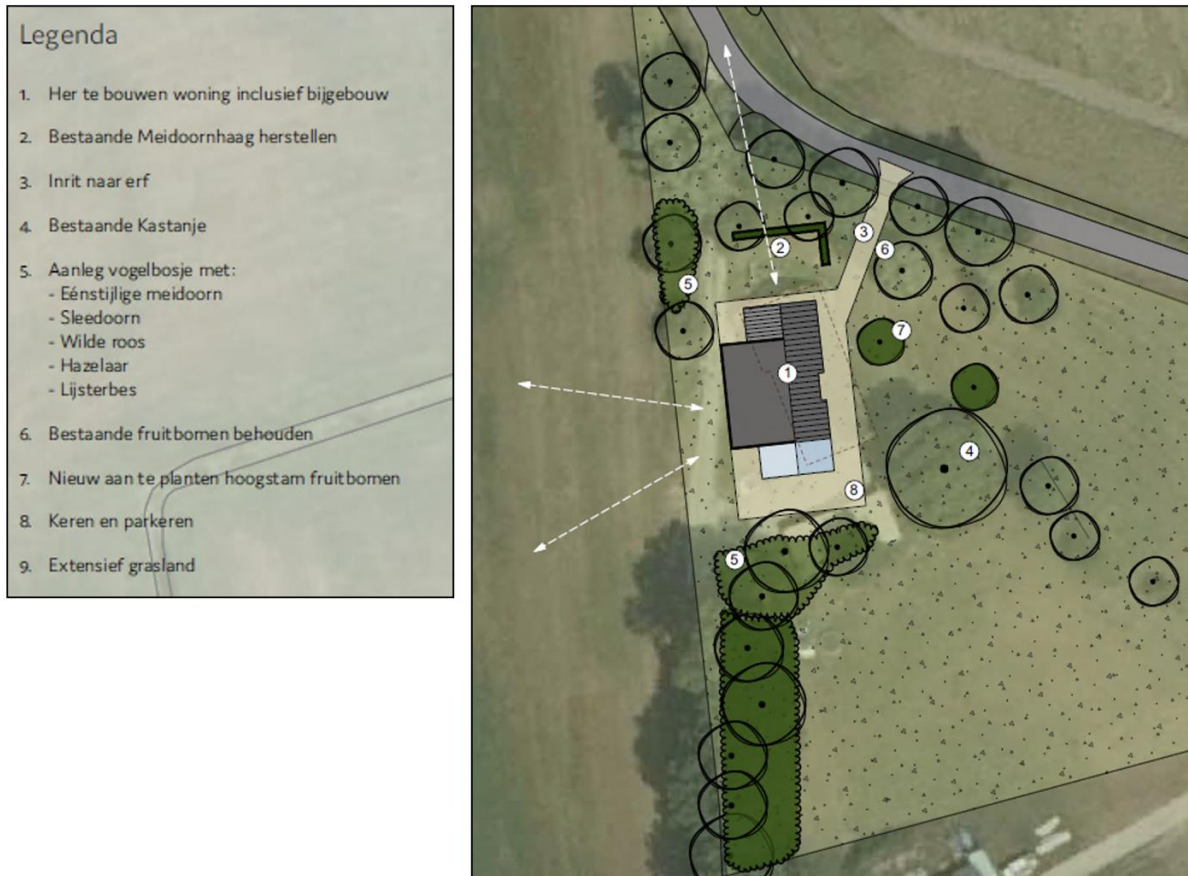 Legenda
1. Her te bouwen woning inclusief bijgebouw
2. Bestaande Meidoornhaag herstellen
3. Inrit naar erf
4. Bestaande Kastanje
5. Aanleg vogelbosje met:
- Eénstijlige meidoorn
- Sleedoorn
- Wilde roos
- Hazelaar
- Lijsterbes
6. Bestaande fruitbomen behouden
7. Nieuw aan te planten hoogstam fruitbomen
8. Keren en parkeren
9. Extensief grasland
3
2
6
5
7
1
4
8
5